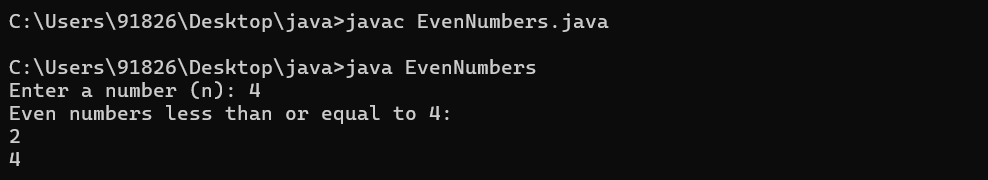 C:\Users\91826\Desktop\java>javac EvenNumbers.java
C:\Users\91826\Desktop\java>java EvenNumbers
Enter a number (n): 4
Even numbers less than or equal to 4:
2
4